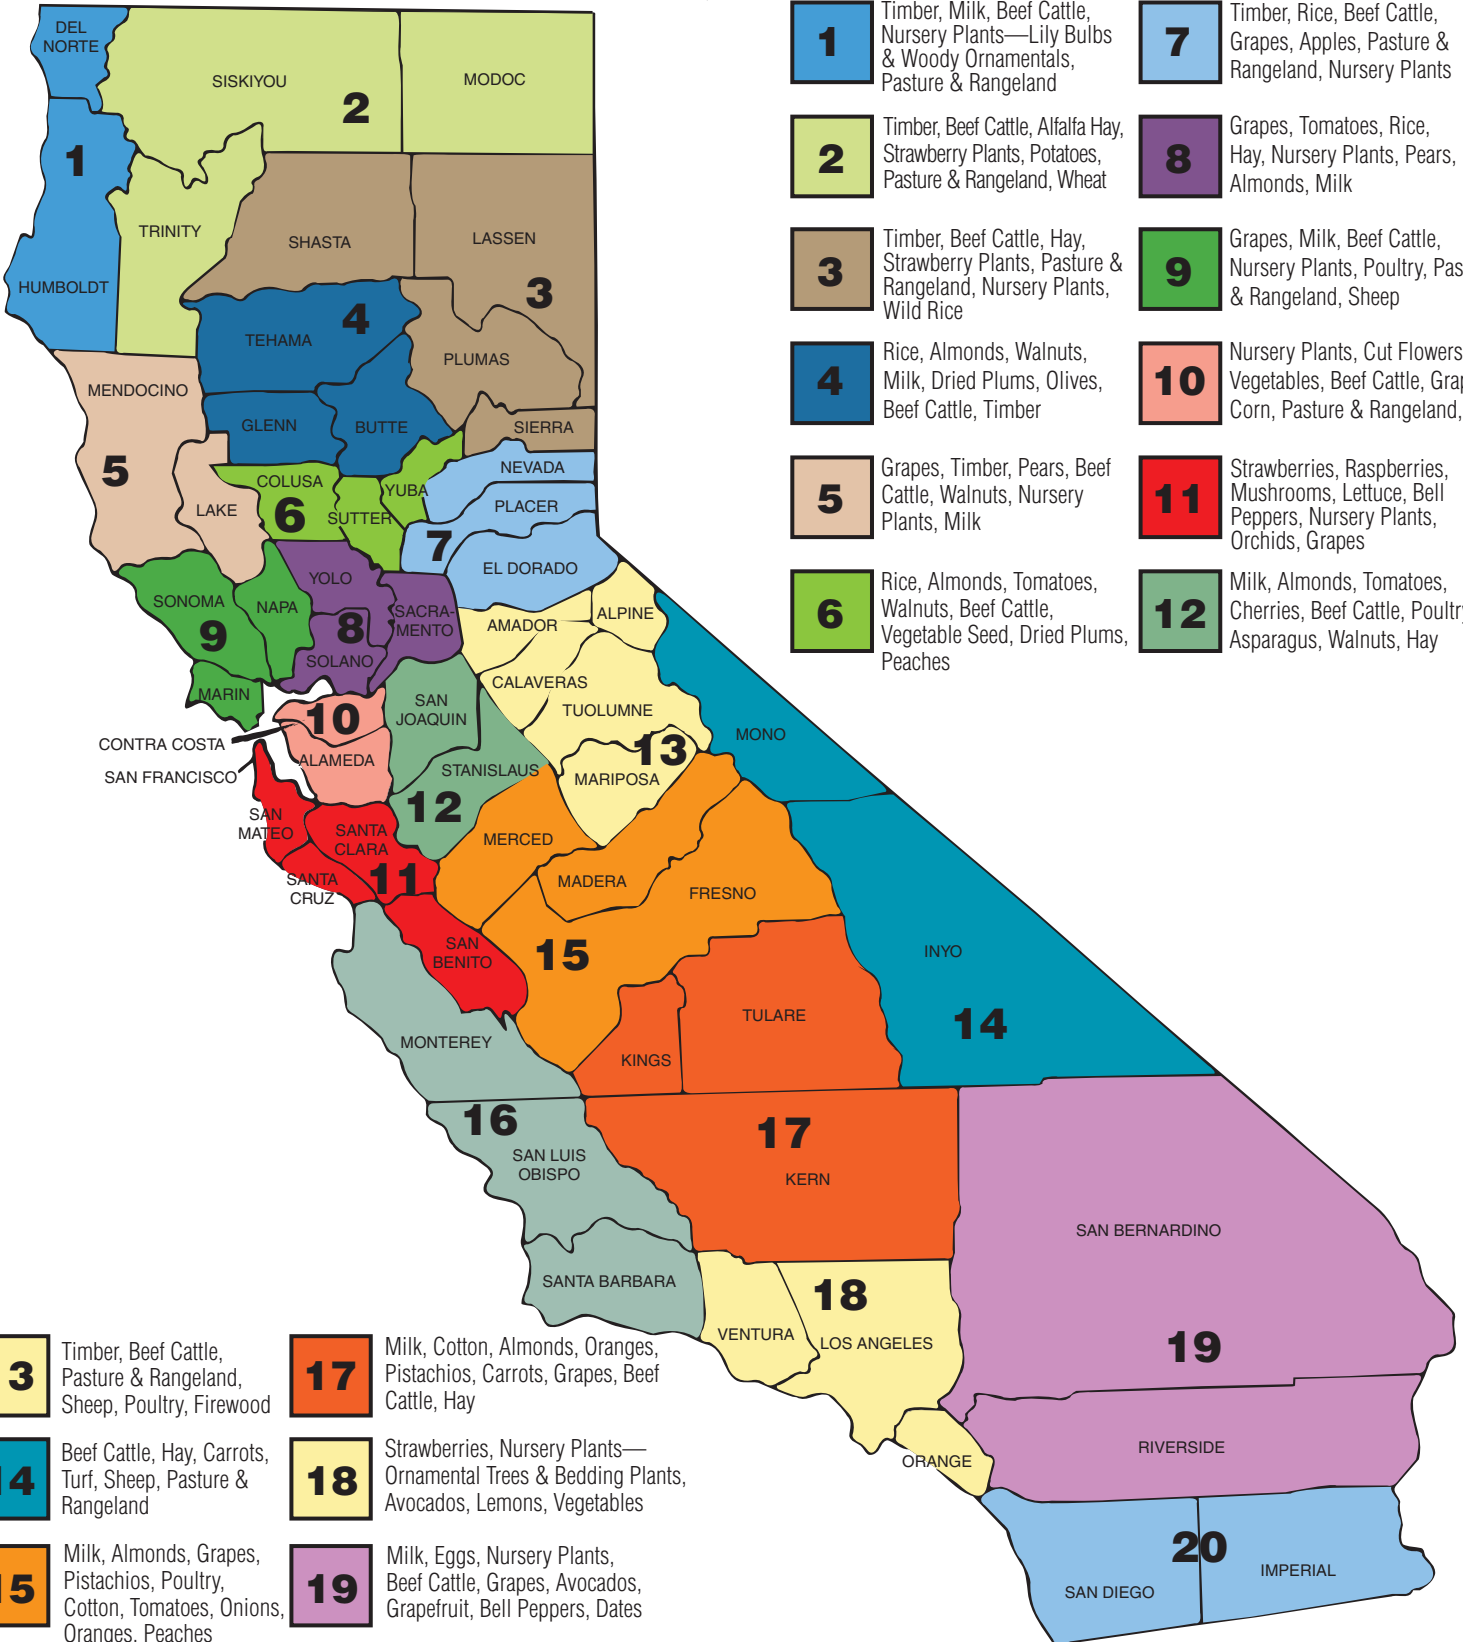 DEL
NORTE
SISKIYOU
MODOC
2
1
TRINITY
SHASTA
LASSEN
HUMBOLDT
3
4
TEHAMA
PLUMAS
MENDOCINO
GLENN
BUTTE
SIERRA
5
NEVADA
COLUSA
YUBA
PLACER
LAKE
6
SUTTER
7
EL DORADO
YOLO
SONOMA
NAPA
SACRA-
MENTO
ALPINE
AMADOR
9
8
SOLANO
MARIN
CALAVERAS
SAN
JOAQUIN
TUOLUMNE
10
CONTRA COSTA
MONO
13
ALAMEDA
SAN FRANCISCO
STANISLAUS
MARIPOSA
12
SAN
MATEO
SANTA
CLARA
MERCED
11
SANTA
CRUZ
MADERA
FRESNO
SAN
BENITO
15
INYO
14
TULARE
MONTEREY
KINGS
16
17
SAN LUIS
OBISPO
KERN
SAN BERNARDINO
SANTA BARBARA
18
VENTURA
LOS ANGELES
19
ORANGE
RIVERSIDE
20
SAN DIEGO
IMPERIAL
1
Timber, Milk, Beef Cattle,
Nursery Plants—Lily Bulbs
& Woody Ornamentals,
Pasture & Rangeland
2
Timber, Beef Cattle, Alfalfa Hay,
Strawberry Plants, Potatoes,
Pasture & Rangeland, Wheat
3
Timber, Beef Cattle, Hay,
Strawberry Plants, Pasture &
Rangeland, Nursery Plants,
Wild Rice
4
Rice, Almonds, Walnuts,
Milk, Dried Plums, Olives,
Beef Cattle, Timber
5
Grapes, Timber, Pears, Beef
Cattle, Walnuts, Nursery
Plants, Milk
6
Rice, Almonds, Tomatoes,
Walnuts, Beef Cattle,
Vegetable Seed, Dried Plums,
Peaches
7
Timber, Rice, Beef Cattle,
Grapes, Apples, Pasture &
Rangeland, Nursery Plants
8
Grapes, Tomatoes, Rice,
Hay, Nursery Plants, Pears,
Almonds, Milk
9
Grapes, Milk, Beef Cattle,
Nursery Plants, Poultry, Pas
& Rangeland, Sheep
10
Nursery Plants, Cut Flowers
Vegetables, Beef Cattle, Grap
Corn, Pasture & Rangeland,
11
Strawberries, Raspberries,
Mushrooms, Lettuce, Bell
Peppers, Nursery Plants,
Orchids, Grapes
12
Milk, Almonds, Tomatoes,
Cherries, Beef Cattle, Poultry
Asparagus, Walnuts, Hay
3
Timber, Beef Cattle,
Pasture & Rangeland,
Sheep, Poultry, Firewood
14
Beef Cattle, Hay, Carrots,
Turf, Sheep, Pasture &
Rangeland
15
Milk, Almonds, Grapes,
Pistachios, Poultry,
Cotton, Tomatoes, Onions,
Oranges, Peaches
17
Milk, Cotton, Almonds, Oranges,
Pistachios, Carrots, Grapes, Beef
Cattle, Hay
18
Strawberries, Nursery Plants—
Ornamental Trees & Bedding Plants,
Avocados, Lemons, Vegetables
19
Milk, Eggs, Nursery Plants,
Beef Cattle, Grapes, Avocados,
Grapefruit, Bell Peppers, Dates